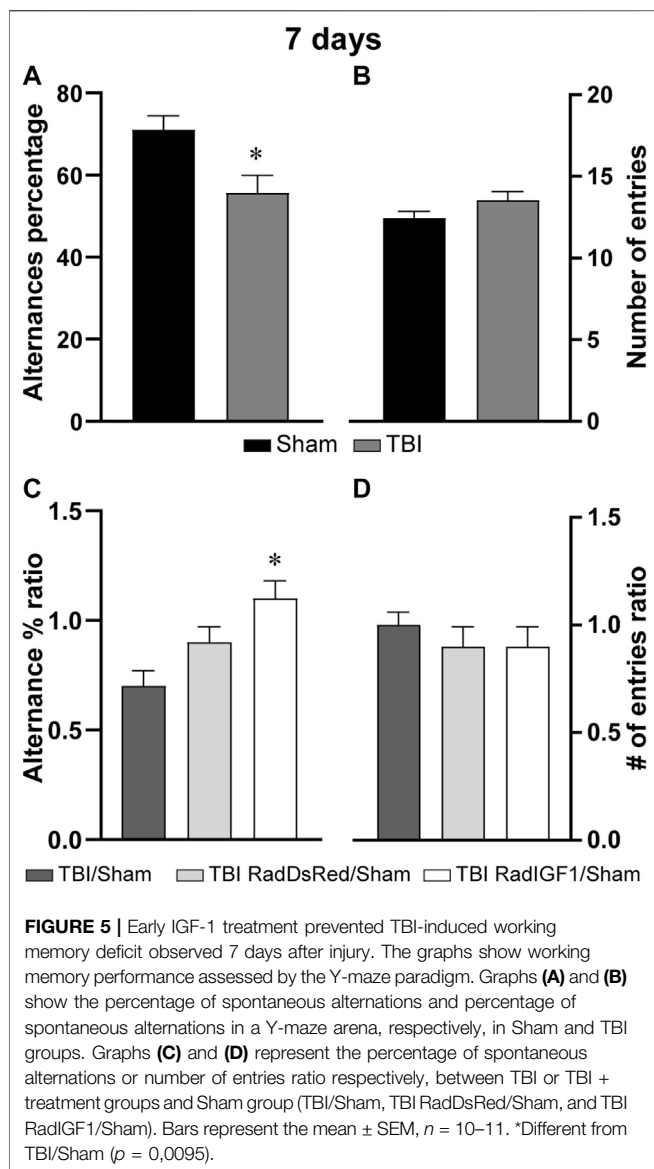 7 days
A
B
80
60
40
20
0
Alternances percentage
*
20
15
10
5
0
Number of entries
Sham TBI
C
D
1.5
1.0
0.5
0.0
Alternance % ratio
*
1.5
1.0
0.5
0.0
# of entries ratio
TBI/Sham TBI RadDsRed/Sham TBI RadIGF1/Sham
FIGURE 5 | Early IGF-1 treatment prevented TBI-induced working
memory deficit observed 7 days after injury. The graphs show working
memory performance assessed by the Y-maze paradigm. Graphs (A) and (B)
show the percentage of spontaneous alternations and percentage of
spontaneous alternations in a Y-maze arena, respectively, in Sham and TBI
groups. Graphs (C) and (D) represent the percentage of spontaneous
alternations or number of entries ratio respectively, between TBI or TBI +
treatment groups and Sham group (TBI/Sham, TBI RadDsRed/Sham, and TBI
RadIGF1/Sham). Bars represent the mean ± SEM, n = 10–11. *Different from
TBI/Sham (p = 0,0095).